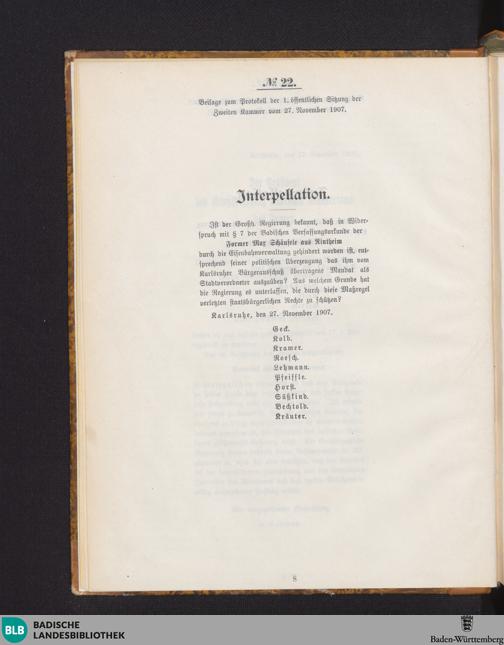 № 22.
Beilage zum Protokoll der 1. öffentlichen Sitzung der
Zweiten Kammer vom 27. November 1907.
Interpellation.
Ist der Großh. Regierung bekannt, daß in Wider-
spruch mit § 7 der Badischen Verfassungsurkunde der
Former Max Schäufele aus Rintheim
durch die Eisenbahnverwaltung gehindert worden ist, ent-
sprechend seiner politischen Überzeugung das ihm vom
Karlsruher Bürgerausschuß übertragene Mandat als
Stadtverordneter auszuüben? Aus welchem Grunde hat
die Regierung es unterlassen, die durch diese Maßregel
verletzten staatsbürgerlichen Rechte zu schützen?
Karlsruhe, den 27. November 1907.
Geck.
Kolb.
Kramer.
Roesch.
Lehmann.
Pfeiffle.
Horst.
Süßkind.
Bechtold.
Kräuter.
8
BLB BADISCHE
LANDESBIBLIOTHEK
Baden-Württemberg